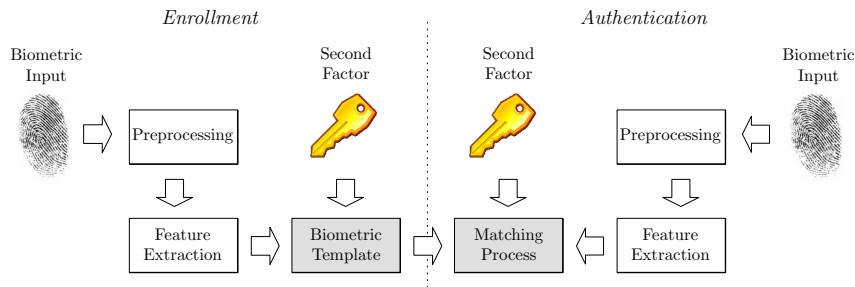 Enrollment
Authentication
Biometric
Input
Second
Factor
Second
Factor
Biometric
Input
Preprocessing
Preprocessing
Feature
Extraction
Biometric
Template
Matching
Process
Feature
Extraction